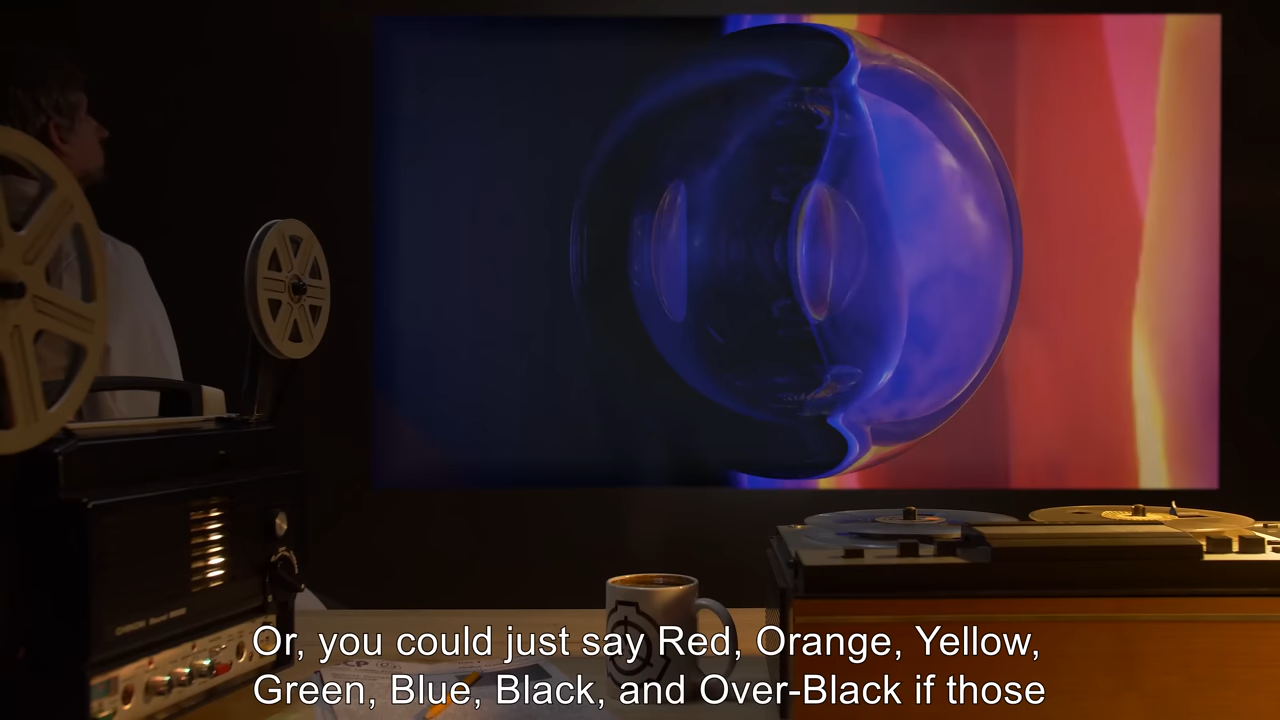 Or, you could just say Red, Orange, Yellow,
Green, Blue, Black, and Over-Black if those